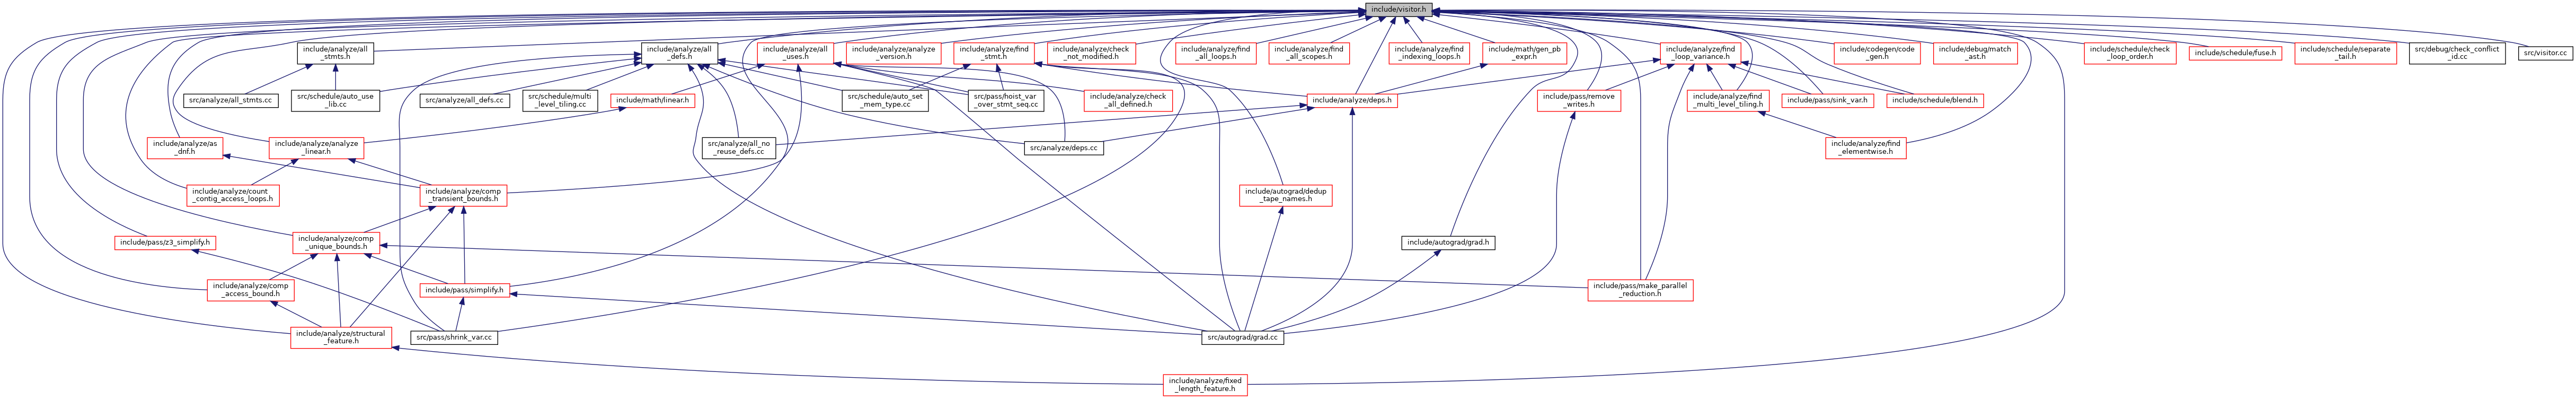 include/visitor.h
include/analyze/all
_stmts.h
include/analyze/all
_defs.h
include/analyze/all
_uses.h
include/analyze/analyze
_version.h
include/analyze/find
_stmt.h
include/analyze/check
_not_modified.h
include/analyze/find
_all_loops.h
include/analyze/find
_all_scopes.h
include/analyze/find
_indexing_loops.h
include/math/gen_pb
_expr.h
include/analyze/find
_loop_variance.h
include/codegen/code
_gen.h
include/debug/match
_ast.h
include/schedule/check
_loop_order.h
include/schedule/fuse.h
include/schedule/separate
_tail.h
src/debug/check_conflict
_id.cc
src/visitor.cc
src/analyze/all_stmts.cc
src/schedule/auto_use
_lib.cc
src/analyze/all_defs.cc
src/schedule/multi
_level_tiling.cc
include/math/linear.h
src/schedule/auto_set
_mem_type.cc
src/pass/hoist_var
_over_stmt_seq.cc
include/analyze/check
_all_defined.h
include/analyze/deps.h
include/pass/remove
_writes.h
include/analyze/find
_multi_level_tiling.h
include/pass/sink_var.h
include/schedule/blend.h
include/analyze/as
_dnf.h
include/analyze/analyze
_linear.h
src/analyze/all_no
_reuse_defs.cc
src/analyze/deps.cc
include/analyze/find
_elementwise.h
include/analyze/count
_contig_access_loops.h
include/analyze/comp
_transient_bounds.h
include/autograd/dedup
_tape_names.h
include/pass/z3_simplify.h
include/analyze/comp
_unique_bounds.h
include/autograd/grad.h
include/analyze/comp
_access_bound.h
include/pass/simplify.h
include/pass/make_parallel
_reduction.h
include/analyze/structural
_feature.h
src/pass/shrink_var.cc
src/autograd/grad.cc
include/analyze/fixed
_length_feature.h